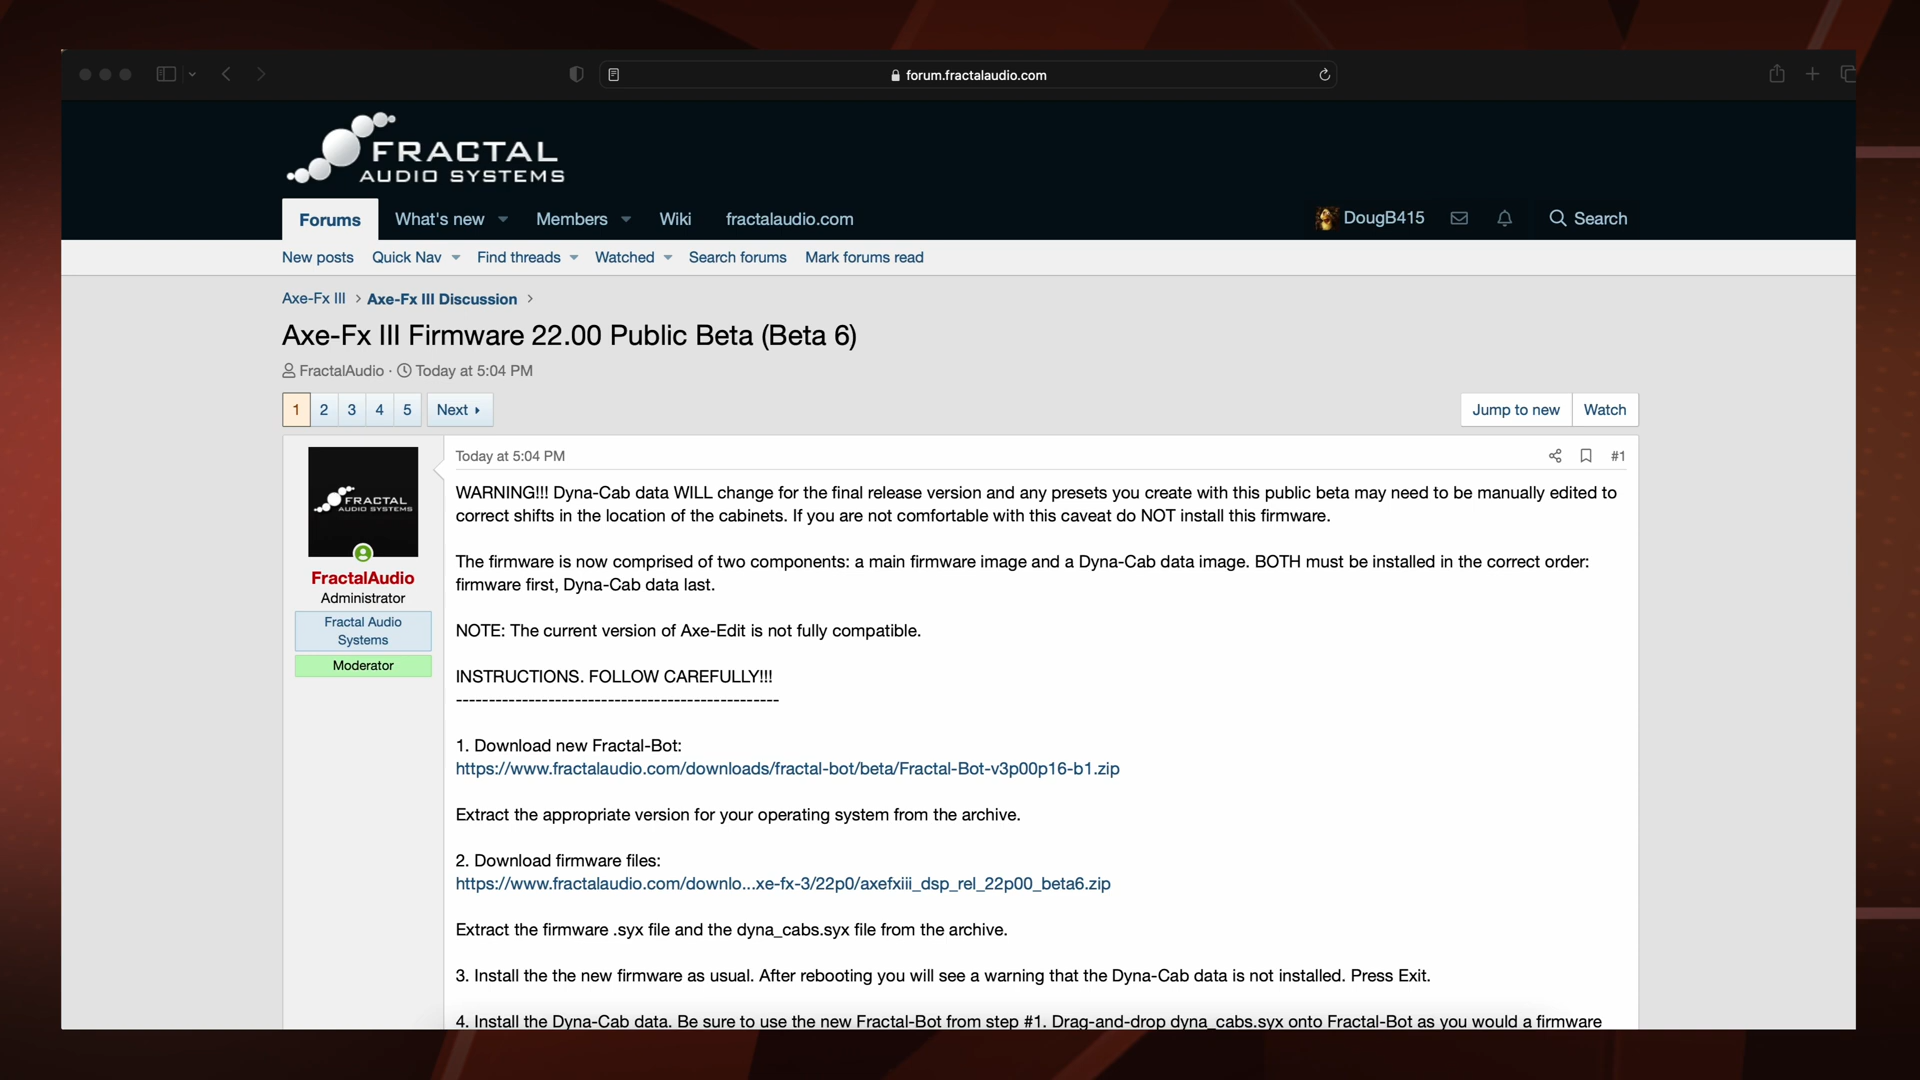 forum.fractalaudio.com
FRACTAL
AUDIO SYSTEMS
Forums What's new Members Wiki fractalaudio.com DougB415 Search
New posts Quick Nav Find threads Watched Search forums Mark forums read
Axe-Fx III > Axe-Fx III Discussion >
Axe-Fx III Firmware 22.00 Public Beta (Beta 6)
FractalAudio · Today at 5:04 PM
1 2 3 4 5 Next Jump to new Watch
FRACTAL
AUDIO SYSTEMS
FractalAudio
Administrator
Fractal Audio
Systems
Moderator
Today at 5:04 PM #1
WARNING!!! Dyna-Cab data WILL change for the final release version and any presets you create with this public beta may need to be manually edited to
correct shifts in the location of the cabinets. If you are not comfortable with this caveat do NOT install this firmware.
The firmware is now comprised of two components: a main firmware image and a Dyna-Cab data image. BOTH must be installed in the correct order:
firmware first, Dyna-Cab data last.
NOTE: The current version of Axe-Edit is not fully compatible.
INSTRUCTIONS. FOLLOW CAREFULLY!!!
-------------------------------------------------
1. Download new Fractal-Bot:
https://www.fractalaudio.com/downloads/fractal-bot/beta/Fractal-Bot-v3p00p16-b1.zip
Extract the appropriate version for your operating system from the archive.
2. Download firmware files:
https://www.fractalaudio.com/downlo...xe-fx-3/22p0/axefxiii_dsp_rel_22p00_beta6.zip
Extract the firmware .syx file and the dyna_cabs.syx file from the archive.
3. Install the the new firmware as usual. After rebooting you will see a warning that the Dyna-Cab data is not installed. Press Exit.
4. Install the Dyna-Cab data. Be sure to use the new Fractal-Bot from step #1. Drag-and-drop dyna_cabs.syx onto Fractal-Bot as you would a firmware